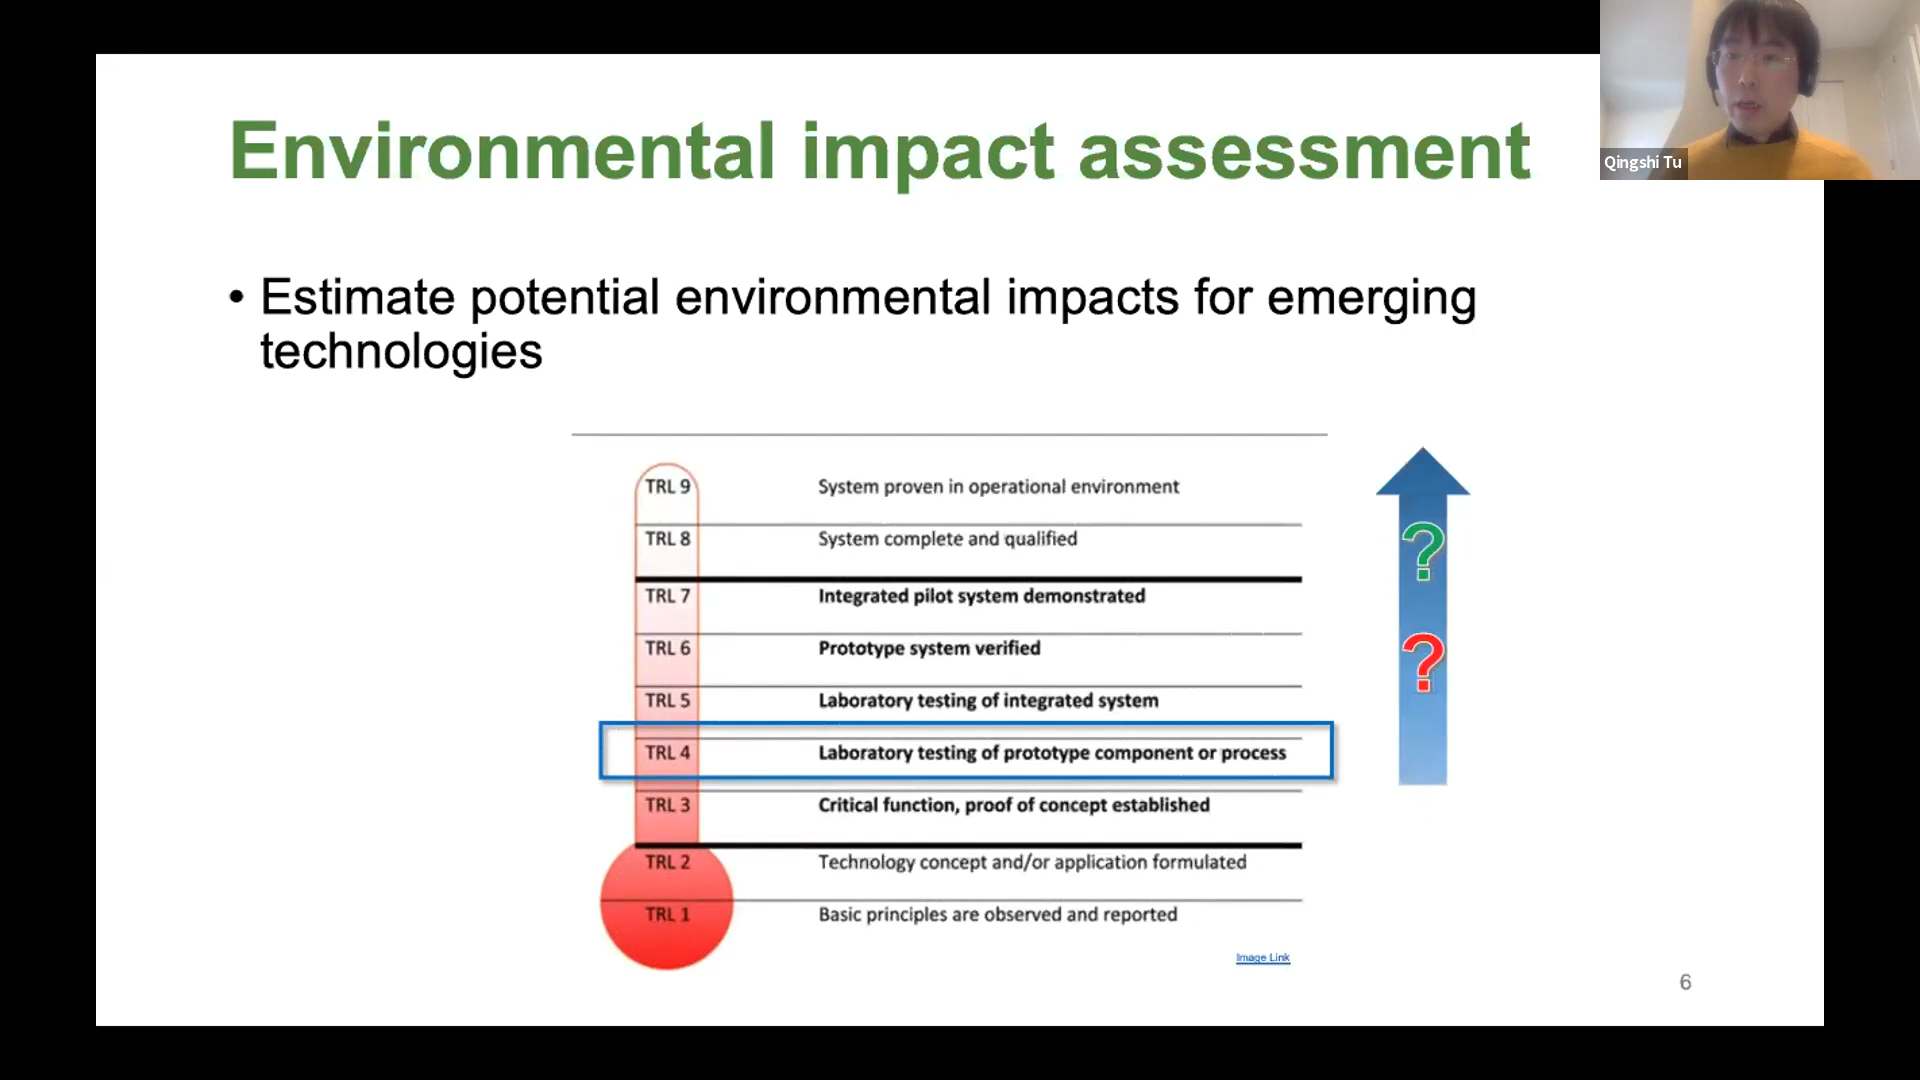 Environmental impact assessment
Qingshi Tu
• Estimate potential environmental impacts for emerging
technologies
TRL 9 System proven in operational environment
TRL 8 System complete and qualified
?
TRL 7 Integrated pilot system demonstrated
TRL 6 Prototype system verified
?
TRL 5 Laboratory testing of integrated system
TRL 4 Laboratory testing of prototype component or process
TRL 3 Critical function, proof of concept established
TRL 2 Technology concept and/or application formulated
TRL 1 Basic principles are observed and reported
Image Link
6